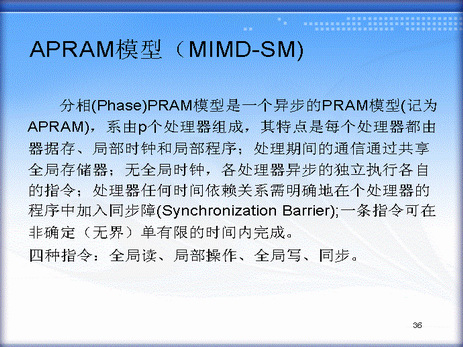 APRAM模型（MIMD-SM)
分相(Phase)PRAM模型是一个异步的PRAM模型(记为
APRAM)，系由p个处理器组成，其特点是每个处理器都由
器据存、局部时钟和局部程序；处理期间的通信通过共享
全局存储器；无全局时钟，各处理器异步的独立执行各自
的指令；处理器任何时间依赖关系需明确地在个处理器的
程序中加入同步障(Synchronization Barrier);一条指令可在
非确定（无界）单有限的时间内完成。
四种指令：全局读、局部操作、全局写、同步。
36